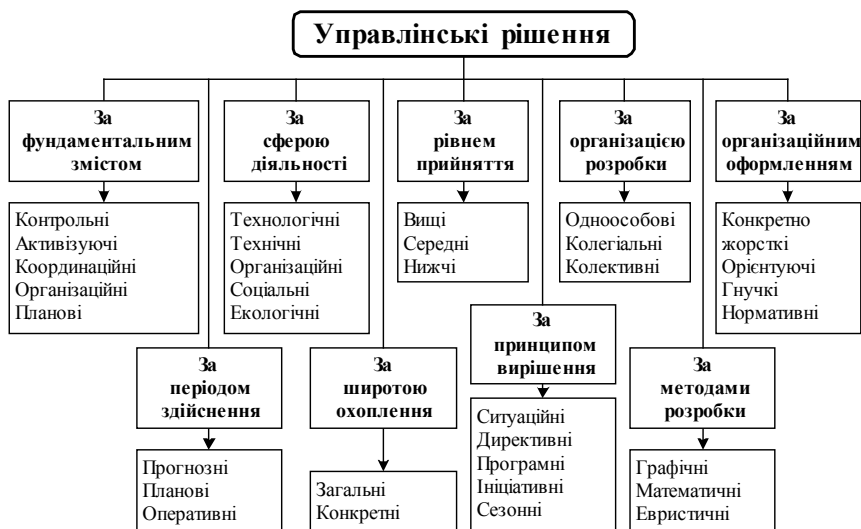 Управлінські рішення
За
фундаментальним
змістом
За
сферою
діяльності
За
рівнем
прийняття
За
організацією
розробки
За
організаційним
оформленням
Контрольні
Активізуючі
Координаційні
Організаційні
Планові
Технологічні
Технічні
Організаційні
Соціальні
Екологічні
Вищі
Середні
Нижчі
Одноособові
Колегіальні
Колективні
Конкретно
жорсткі
Орієнтуючі
Гнучкі
Нормативні
За
періодом
здійснення
За
широтою
охоплення
За
принципом
вирішення
За
методами
розробки
Прогнозні
Планові
Оперативні
Загальні
Конкретні
Ситуаційні
Директивні
Програмні
Ініціативні
Сезонні
Графічні
Математичні
Евристичні